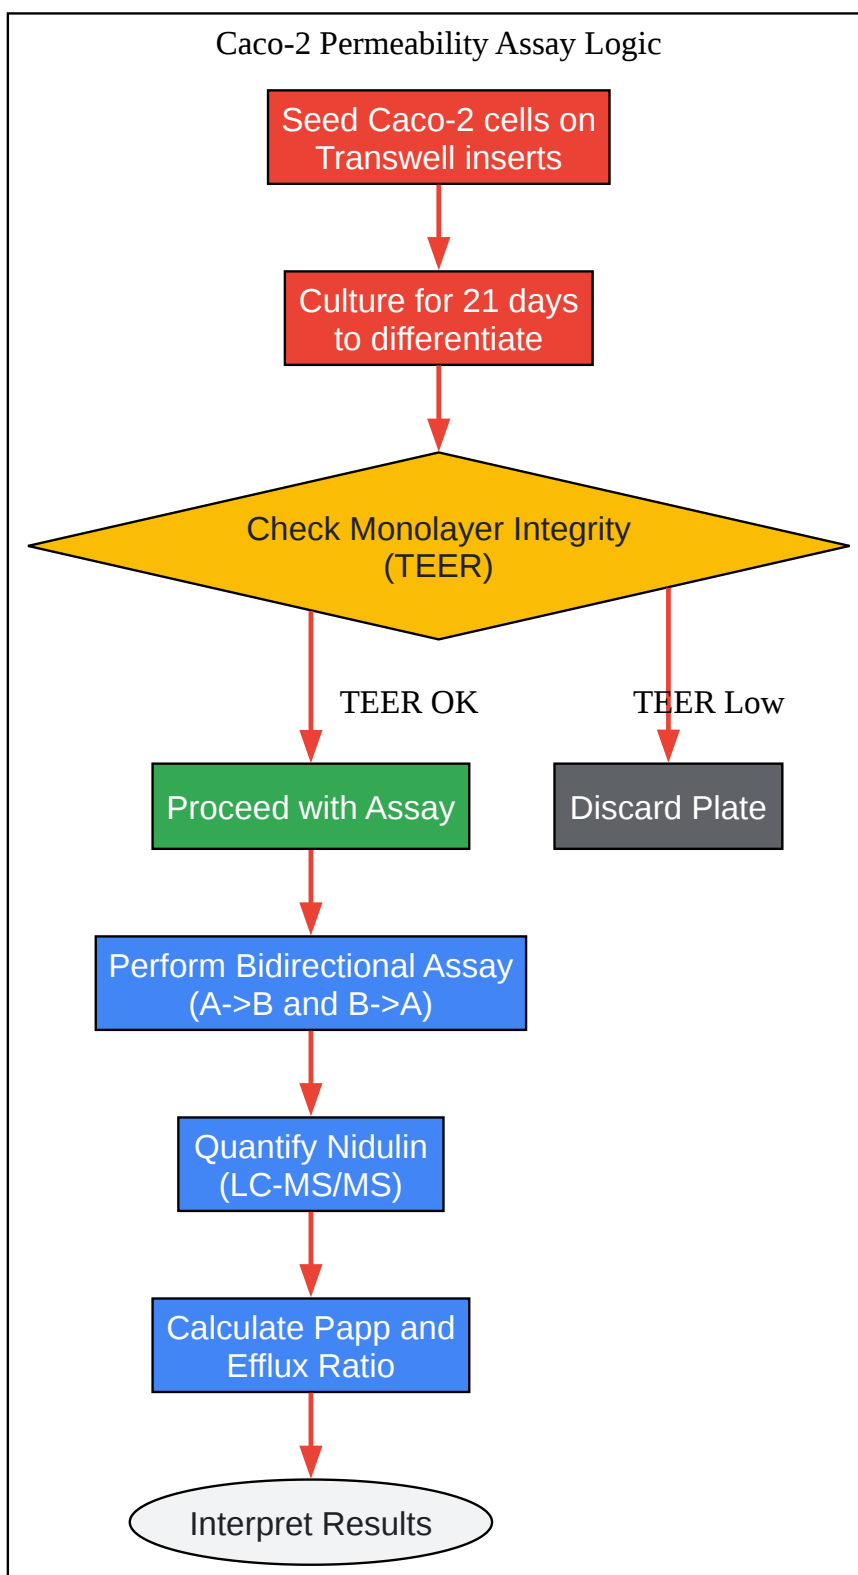 Caco-2 Permeability Assay Logic
Seed Caco-2 cells on
Transwell inserts
Culture for 21 days
to differentiate
Check Monolayer Integrity
(TEER)
TEER OK
TEER Low
Proceed with Assay
Discard Plate
Perform Bidirectional Assay
(A->B and B->A)
Quantify Nidulin
(LC-MS/MS)
Calculate Papp and
Efflux Ratio
Interpret Results